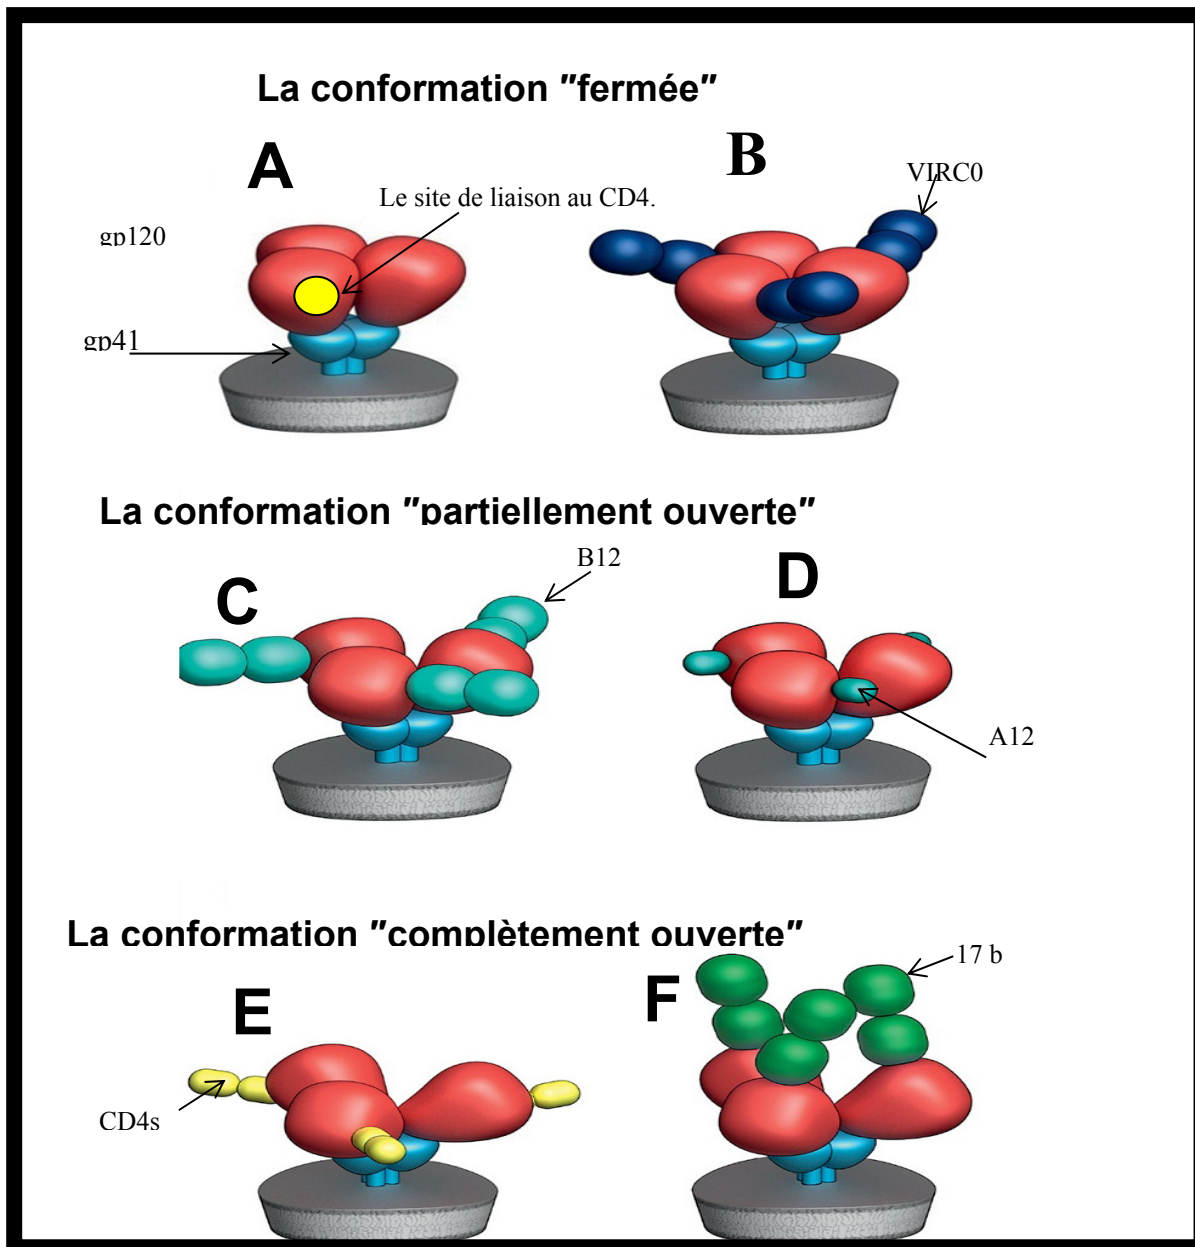 La conformation "fermée"
A
B
VIRC0
Le site de liaison au CD4.
gp120
gp41
La conformation "partiellement ouverte"
B12
C
D
A12
La conformation "complètement ouverte"
17 b
E
F
CD4s